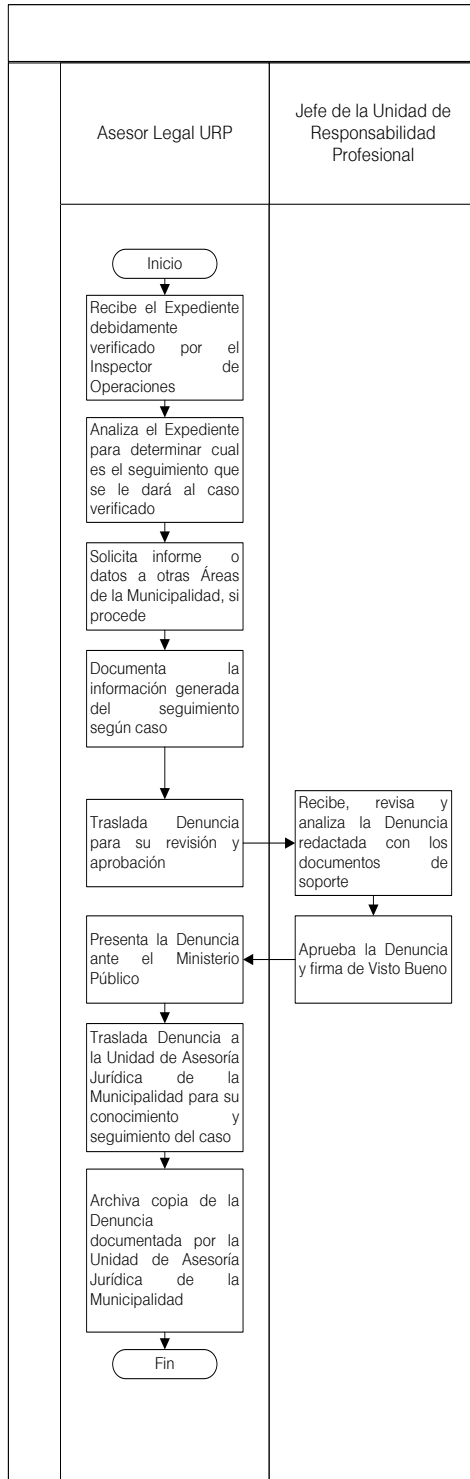 Asesor Legal URP
Jefe de la Unidad de
Responsabilidad
Profesional
Inicio
Recibe el Expediente
debidamente
verificado por el
Inspector de
Operaciones
Analiza el Expediente
para determinar cual
es el seguimiento que
se le dará al caso
verificado
Solicita informe o
datos a otras Áreas
de la Municipalidad, si
procede
Documenta la
información generada
del seguimiento
según caso
Traslada Denuncia
para su revisión y
aprobación
Recibe, revisa y
analiza la Denuncia
redactada con los
documentos de
soporte
Aprueba la Denuncia
y firma de Visto Bueno
Presenta la Denuncia
ante el Ministerio
Público
Traslada Denuncia a
la Unidad de Asesoría
Jurídica de la
Municipalidad para su
conocimiento y
seguimiento del caso
Archiva copia de la
Denuncia
documentada por la
Unidad de Asesoría
Jurídica de la
Municipalidad
Fin